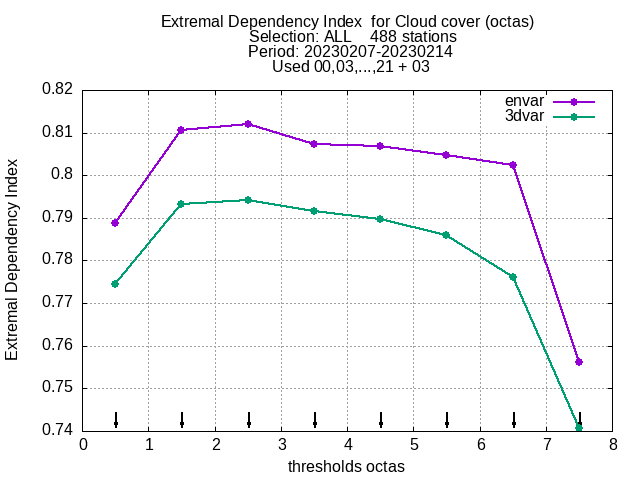 Extremal Dependency Index  for Cloud cover (octas)
Selection: ALL    488 stations
Period: 20230207-20230214
Used 00,03,...,21 + 03
envar
3dvar
0.82
0.81
0.8
0.79
0.78
0.77
0.76
0.75
0.74
Extremal Dependency Index
0 1 2 3 4 5 6 7 8
thresholds octas